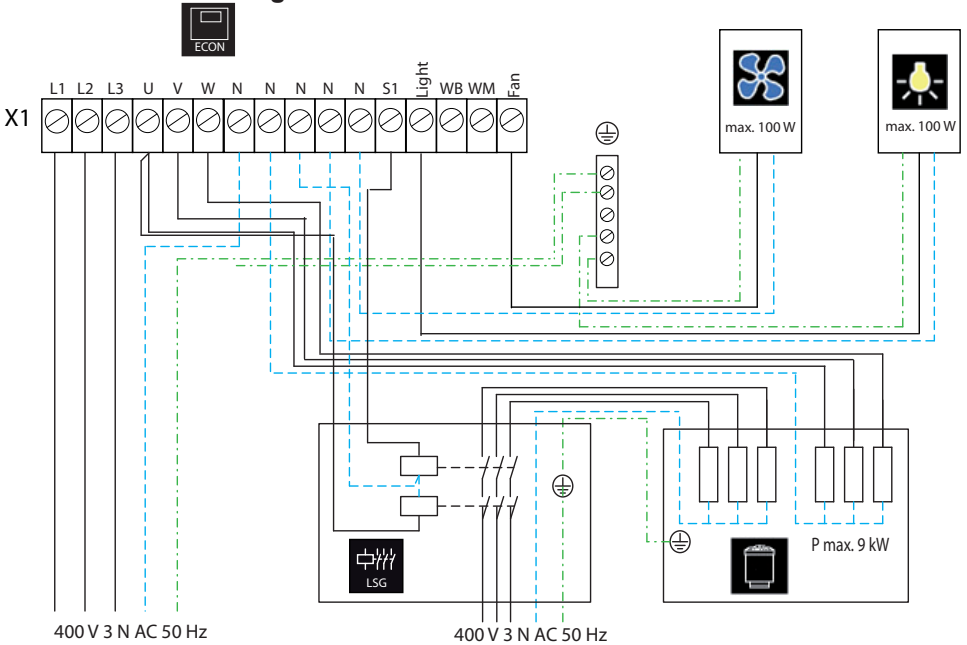 ECON
L1 L2 L3 U V W N N N N N S1 Light WB WM Fan
X1
max. 100 W
max. 100 W
P max. 9 kW
LSG
400 V 3 N AC 50 Hz
400 V 3 N AC 50 Hz